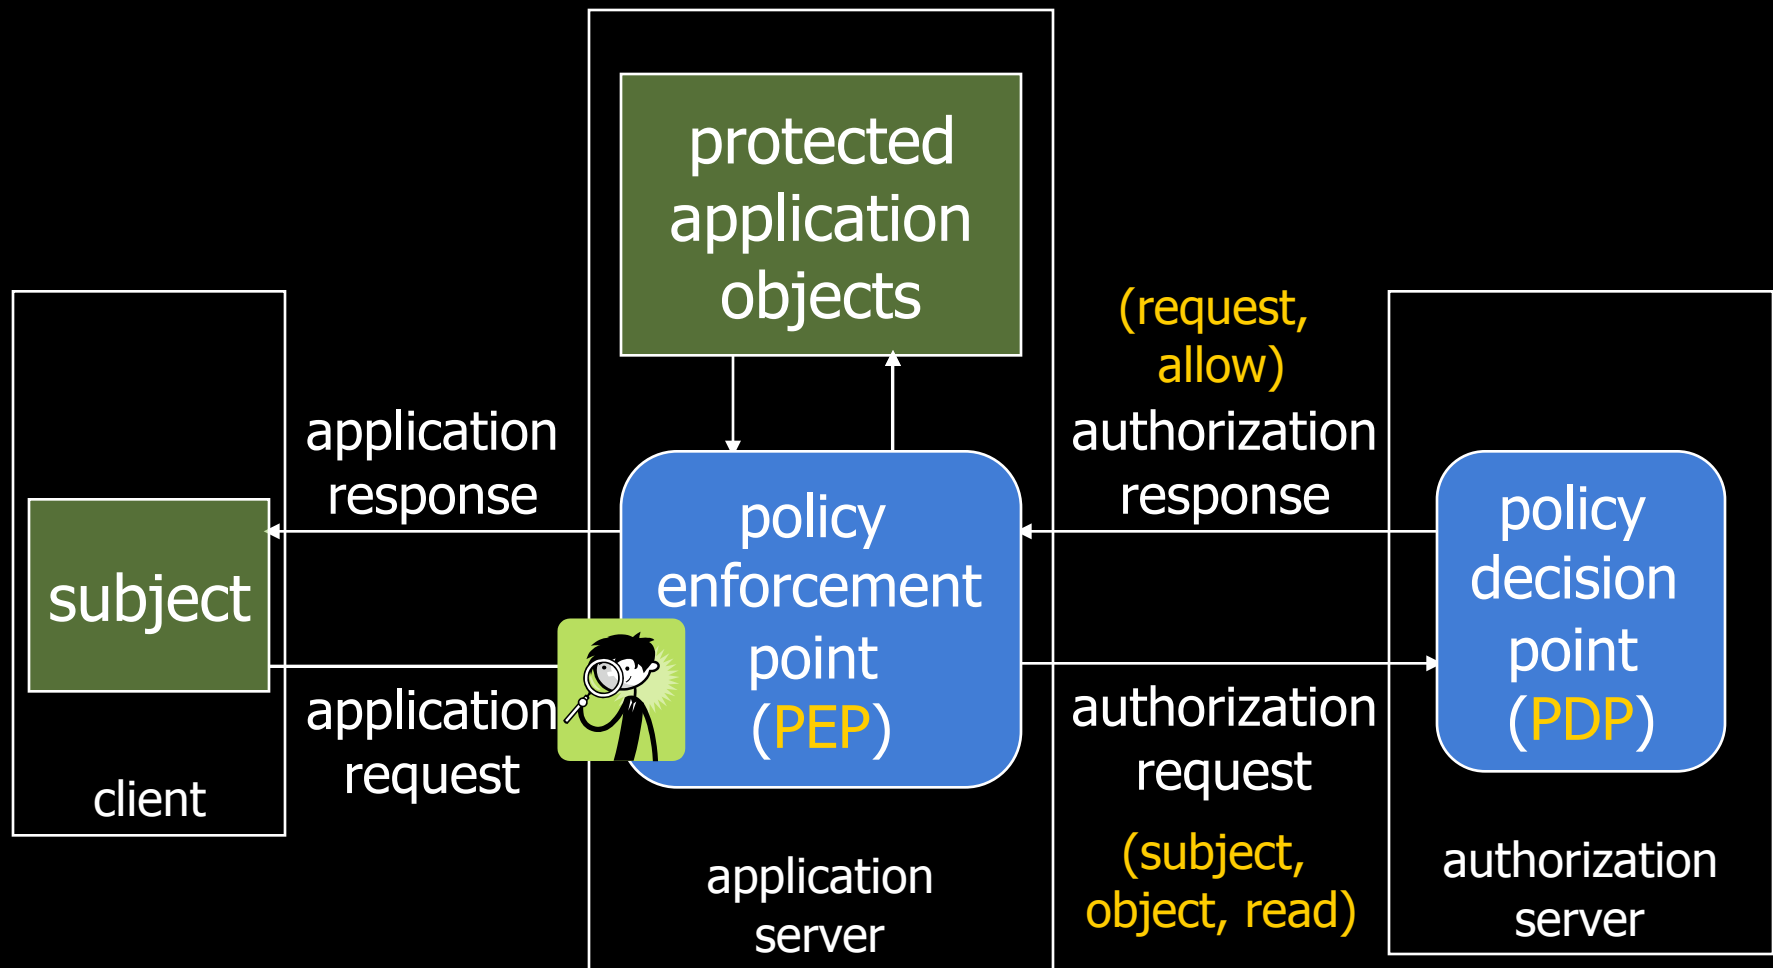 protected
application
objects
(request,
allow)
application
response
authorization
response
subject
policy
enforcement
point
(PEP)
policy
decision
point
(PDP)
application
request
authorization
request
client
(subject,
object, read)
application
server
authorization
server